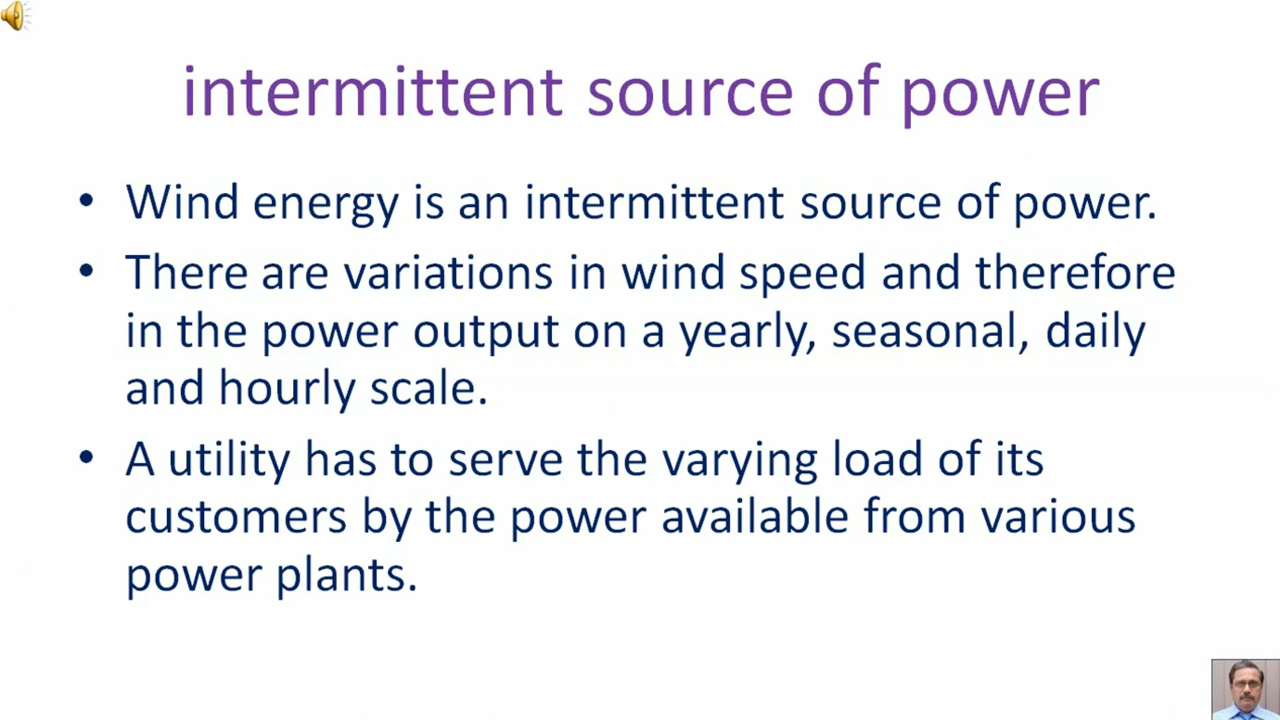 intermittent source of power
• Wind energy is an intermittent source of power.
• There are variations in wind speed and therefore
in the power output on a yearly, seasonal, daily
and hourly scale.
• A utility has to serve the varying load of its
customers by the power available from various
power plants.